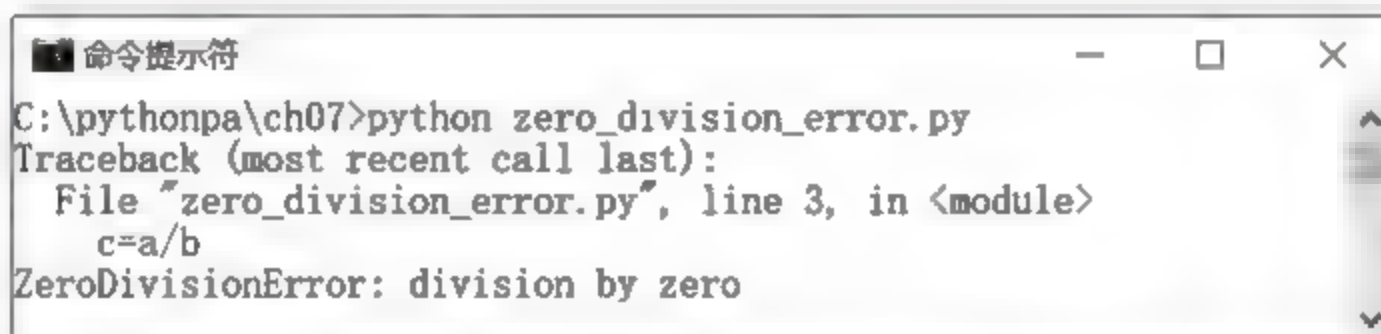 命令提示符
C:\pythonpa\ch07>python zero_division_error.py
Traceback (most recent call last):
  File "zero_division_error.py", line 3, in <module>
    c=a/b
ZeroDivisionError: division by zero